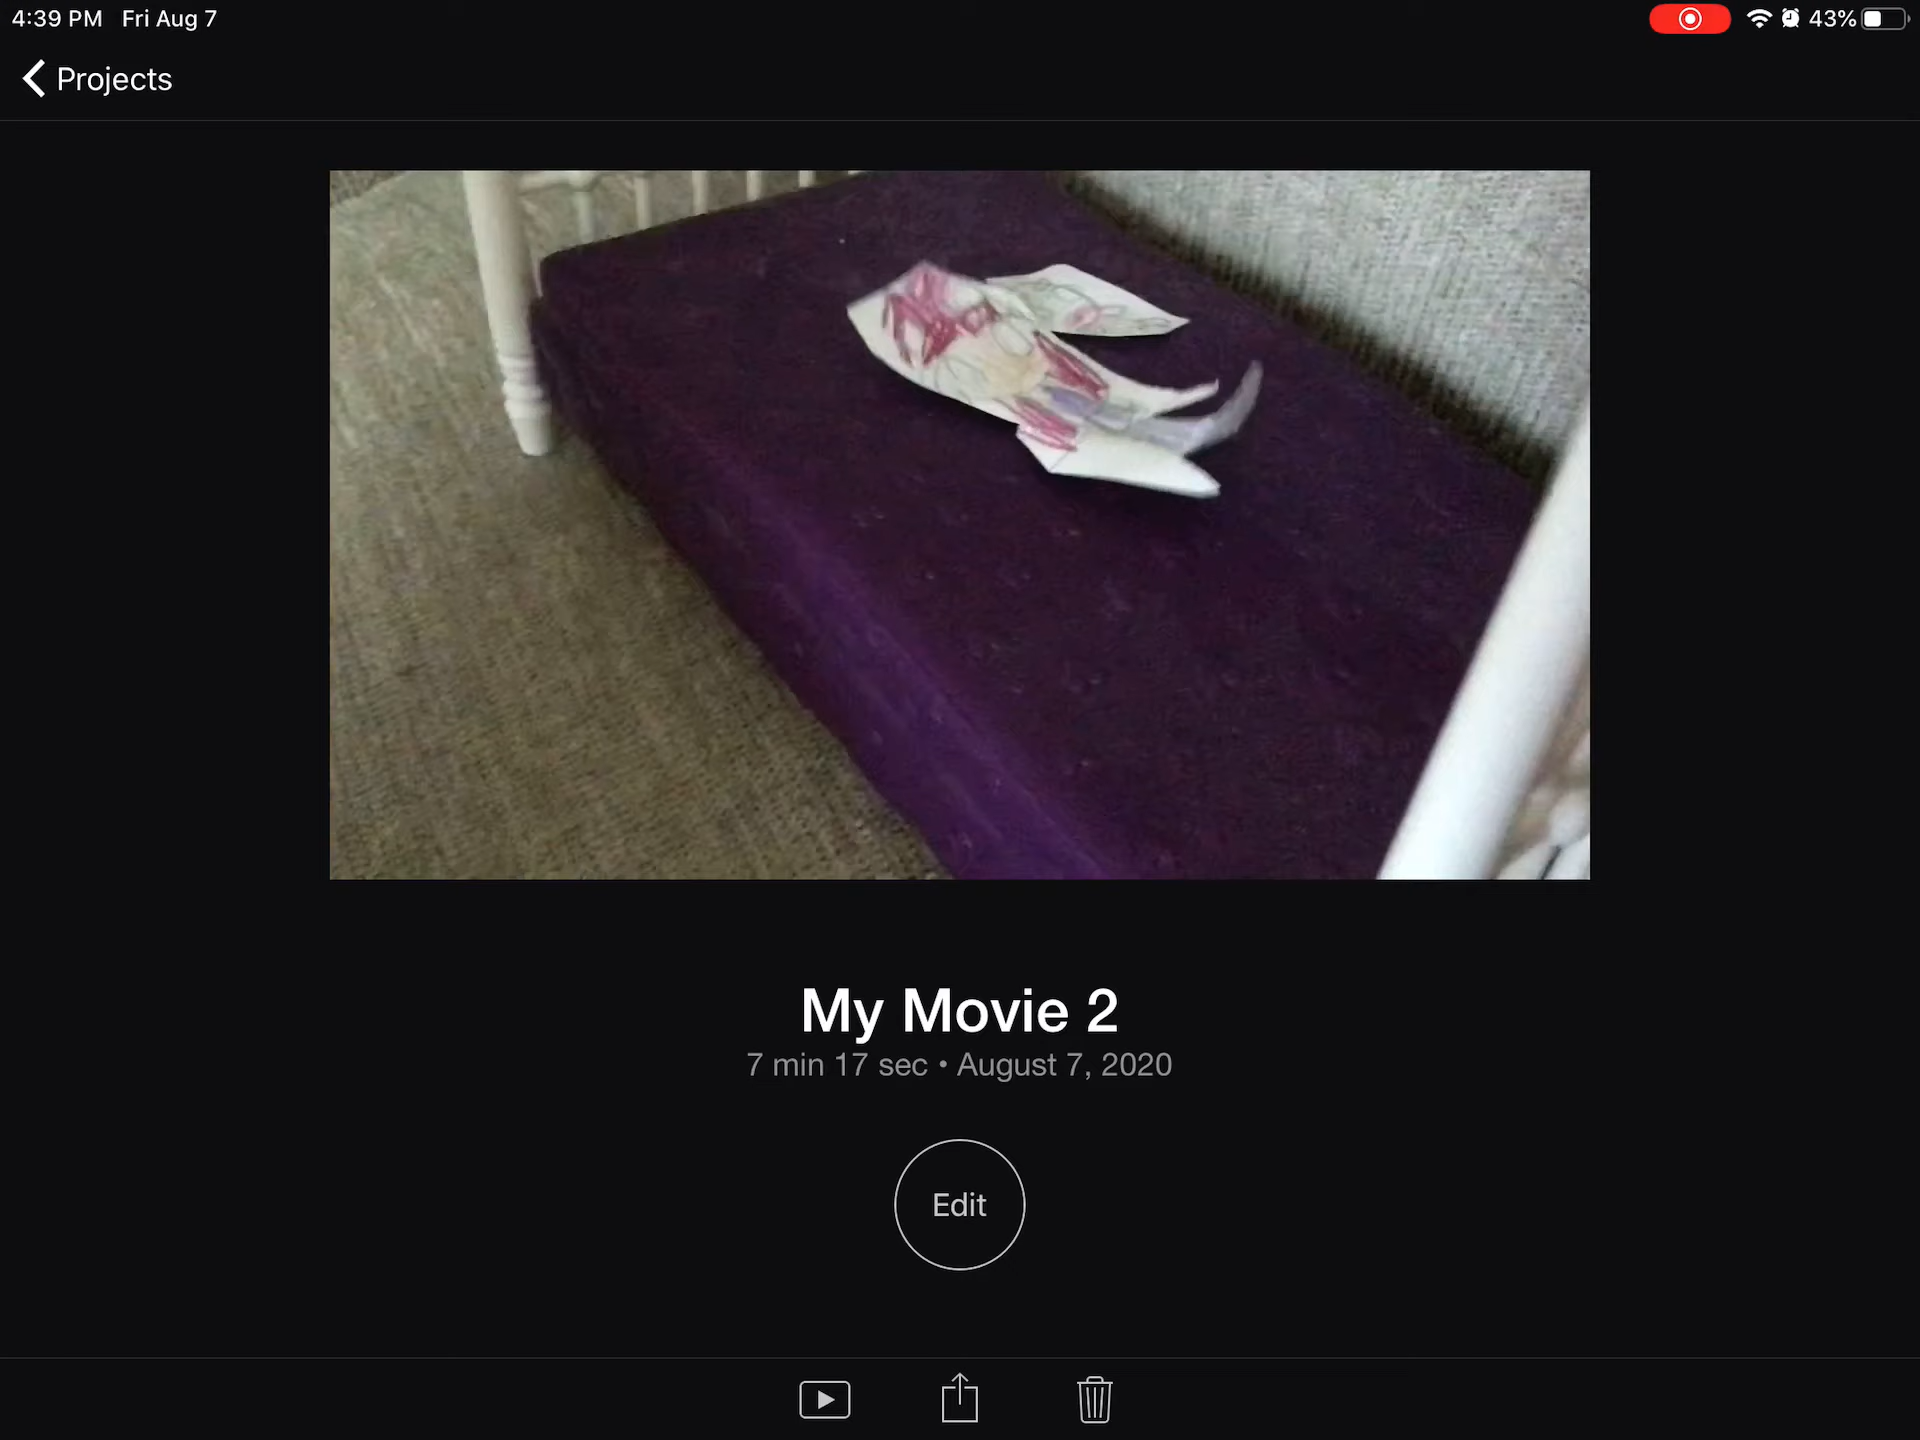 4:39 PM Fri Aug 7
43%
Projects
My Movie 2
7 min 17 sec • August 7, 2020
Edit